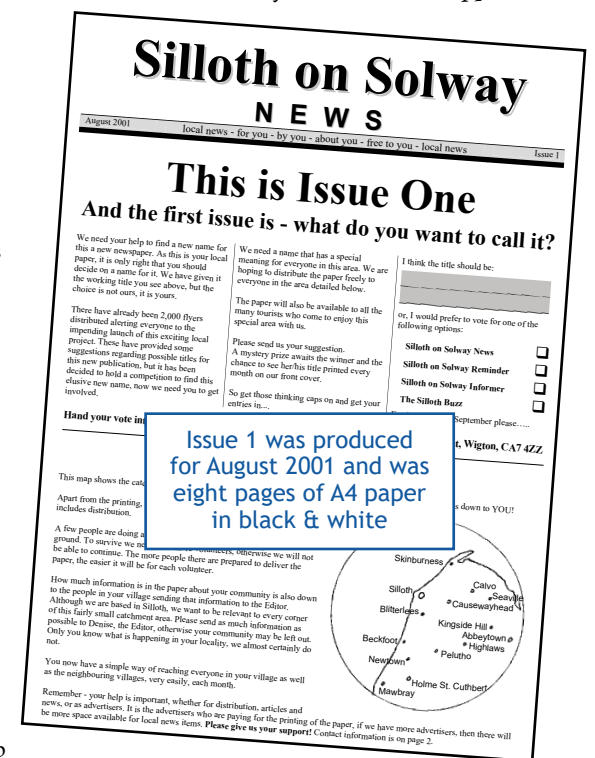 Silloth on Solway
NEWS
August 2001
local news - for you - by you - about you - free to you - local news
Issue 1
This is Issue One
And the first issue is - what do you want to call it?
We need your help to find a new name for
this a new newspaper. As this is your local
paper, it is only right that you should
decide on a name for it. We have given it
the working title you see above, but the
choice is not ours, it is yours.
There have already been 2,000 flyers
distributed alerting everyone to the
impending launch of this exciting local
project. These have provided some
suggestions regarding possible titles for
this new publication, but it has been
decided to hold a competition to find this
elusive new name, now we need you to get
involved.
We need a name that has a special
meaning for everyone in this area. We are
hoping to distribute the paper freely to
everyone in the area detailed below.
The paper will also be available to all the
many tourists who come to enjoy this
special area with us.
Please send us your suggestion.
A mystery prize awaits the winner and the
chance to see her/his title printed every
month on our front cover.
So get those thinking caps on and get your
entries in....
I think the title should be:
or, I would prefer to vote for one of the
following options:
Silloth on Solway News
Silloth on Solway Reminder
Silloth on Solway Informer
The Silloth Buzz
September please…..
Hand your vote in
Wigton, CA7 4ZZ
Issue 1 was produced
for August 2001 and was
eight pages of A4 paper
in black & white
This map shows the
down to YOU!
Apart from the printing,
includes distribution.
A few people are doing
ground. To survive we
volunteers, otherwise we will not
be able to continue. The more people there are prepared to deliver the
paper, the easier it will be for each volunteer.
How much information is in the paper about your community is also down
to the people in your village sending that information to the Editor.
Although we are based in Silloth, we want to be relevant to every corner
of this fairly small catchment area. Please send as much information as
possible to Denise, the Editor, otherwise your community may be left out.
Only you know what is happening in your locality, we almost certainly do
not.
You now have a simple way of reaching everyone in your village as well
as the neighbouring villages, very easily, each month.
Remember - your help is important, whether for distribution, articles and
news, or as advertisers. It is the advertisers who are paying for the printing of the paper, if we have more advertisers, then there will
be more space available for local news items. Please give us your support! Contact information is on page 2.
Skinburness
Silloth
Calvo
Seaville
Causewayhead
Blitterlees
Kingside Hill
Abbeytown
Highlaws
Beckfoot
Pelutho
Newtown
Holme St. Cuthbert
Mawbray